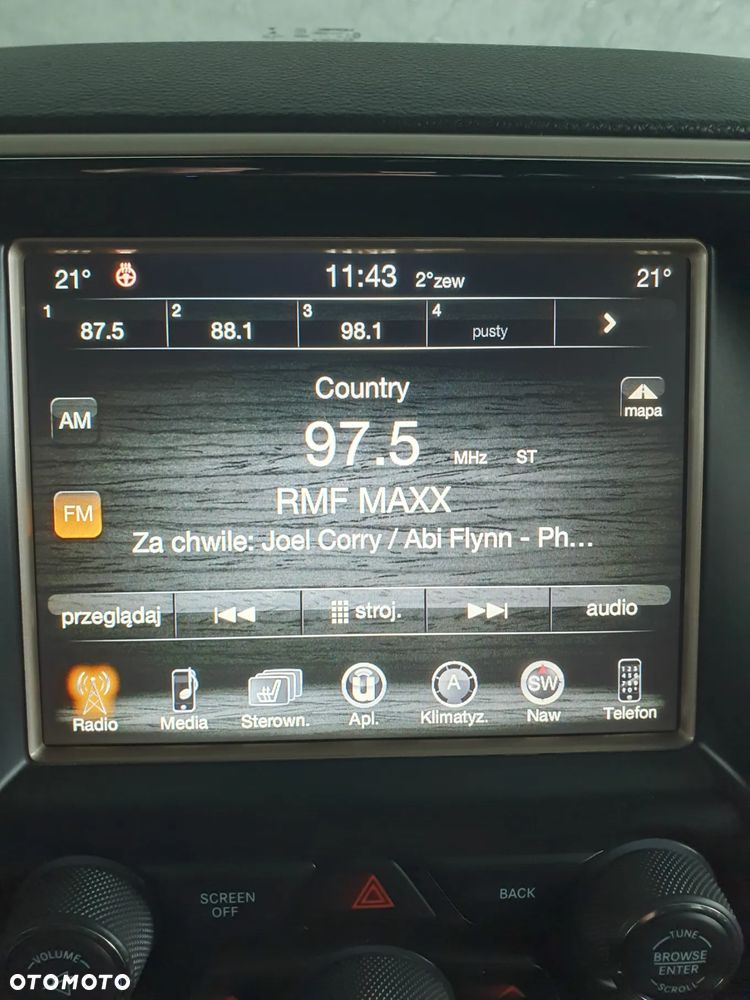 21° 11:43 2°zew 21°
1 87.5 2 88.1 3 98.1 4 pusty
Country
AM mapa
97.5 MHz ST
RMF MAXX
FM
Za chwile: Joel Corry / Abi Flynn - Ph...
przeglądaj stroj. audio
A SW
Radio Media Sterown. Apl. Klimatyz. Naw Telefon
SCREEN OFF BACK
TUNE
VOLUME BROWSE
ENTER
SCROLL
OTOMOTO